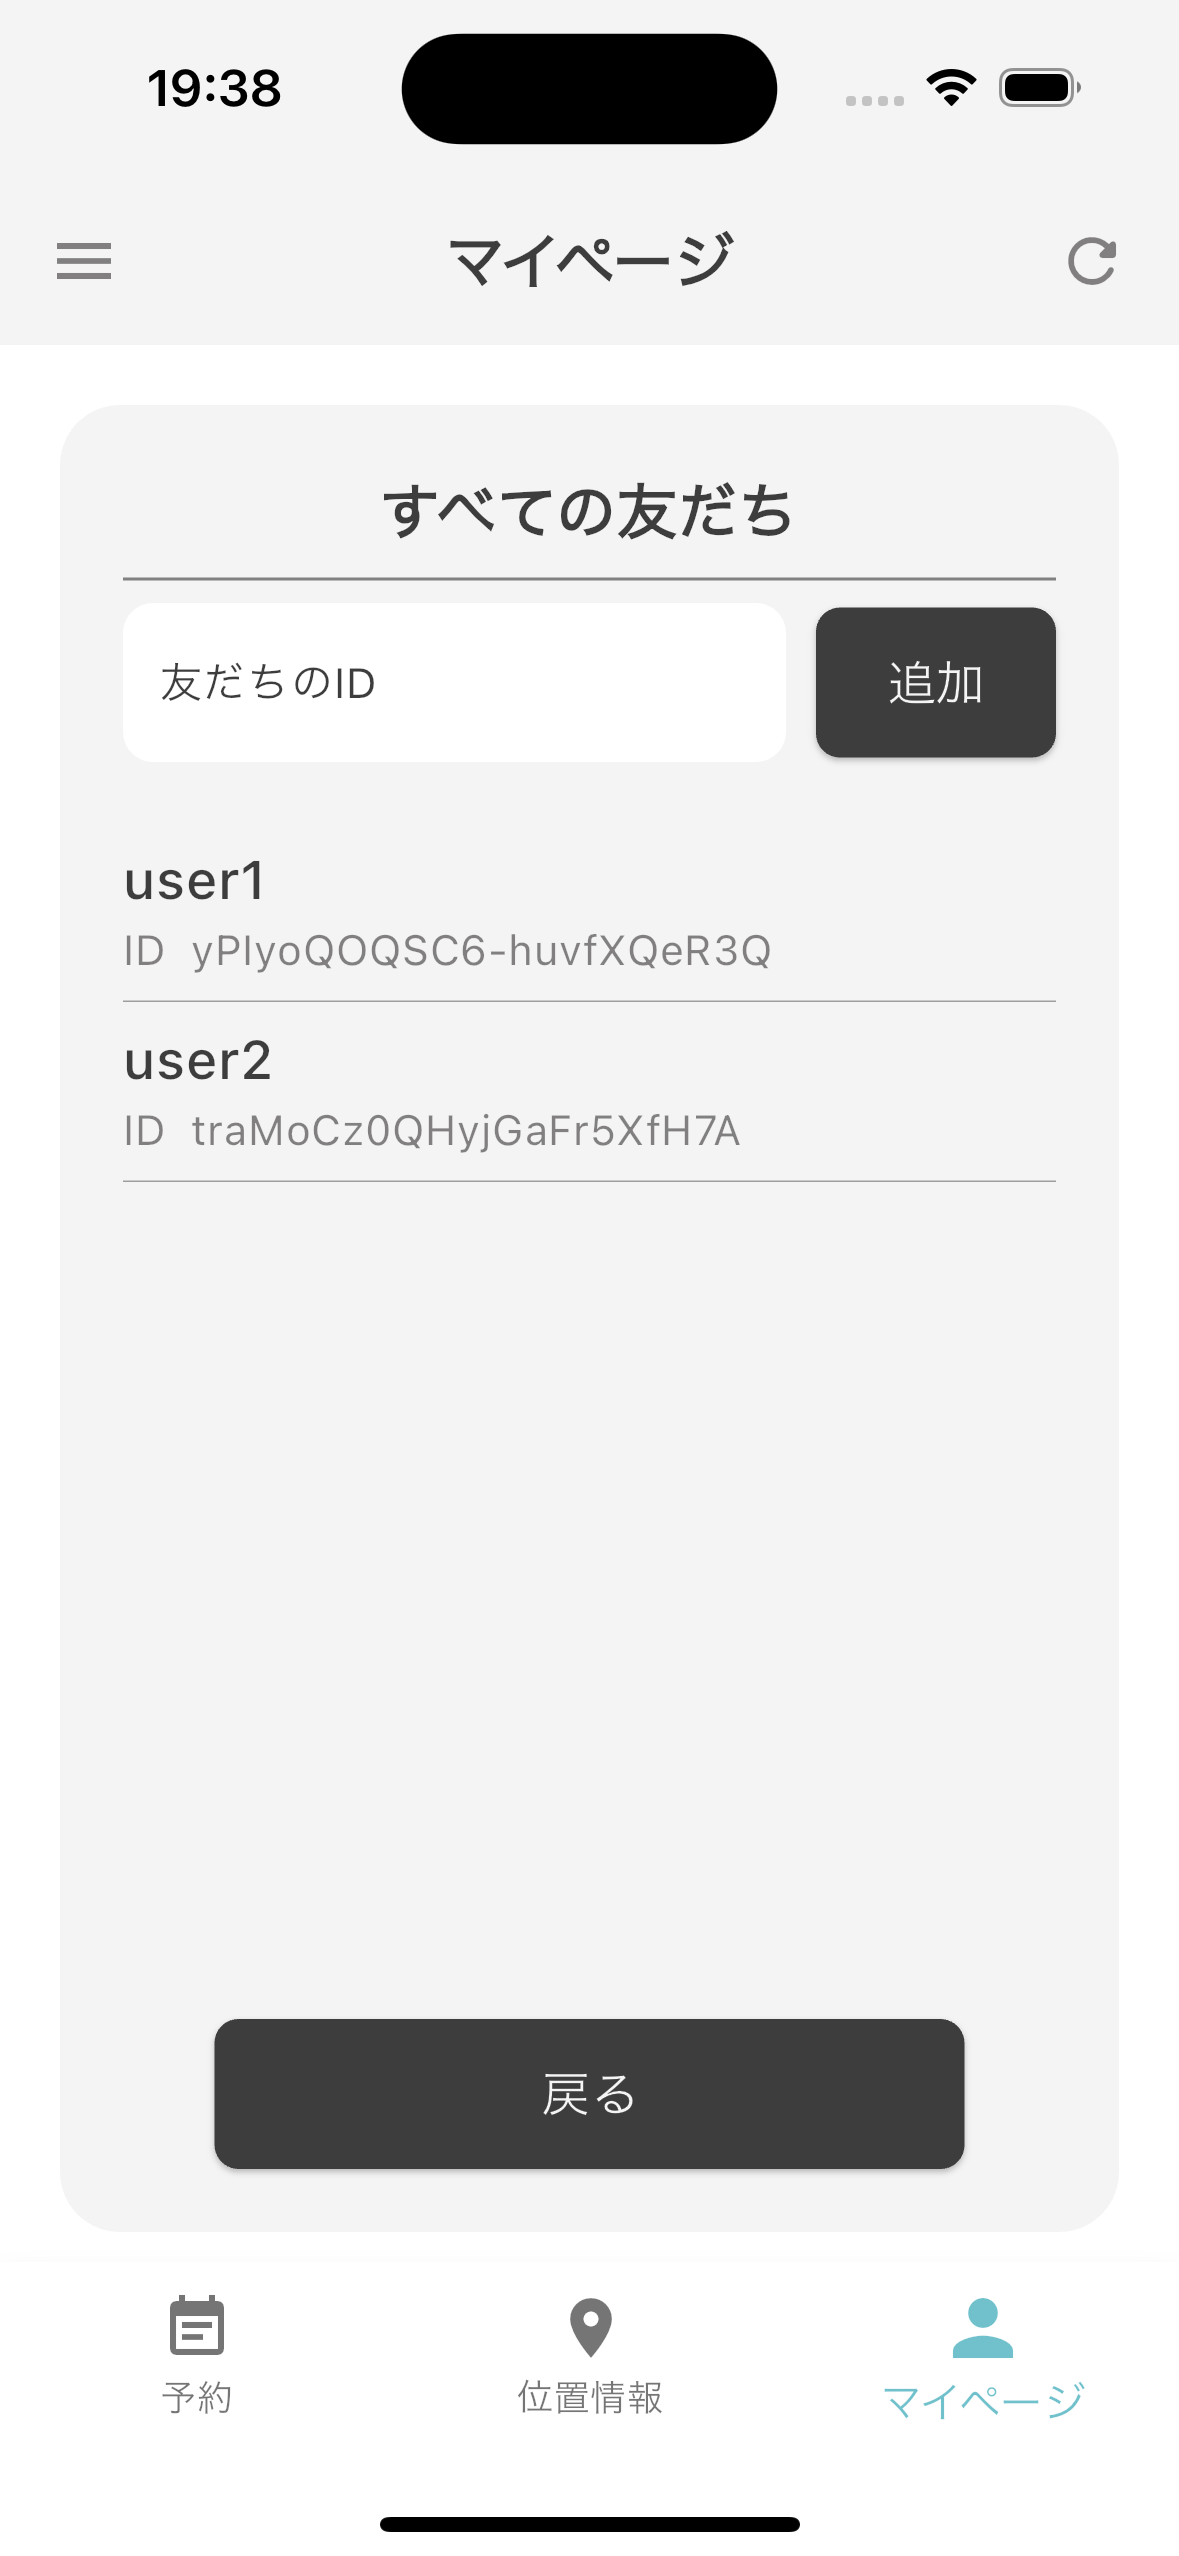 19:38
マイページ
すべての友だち
友だちのID
追加
user1
ID yPIyoQOQSC6-huvfXQeR3Q
user2
ID traMoCz0QHyjGaFr5XfH7A
戻る
予約
位置情報
マイページ